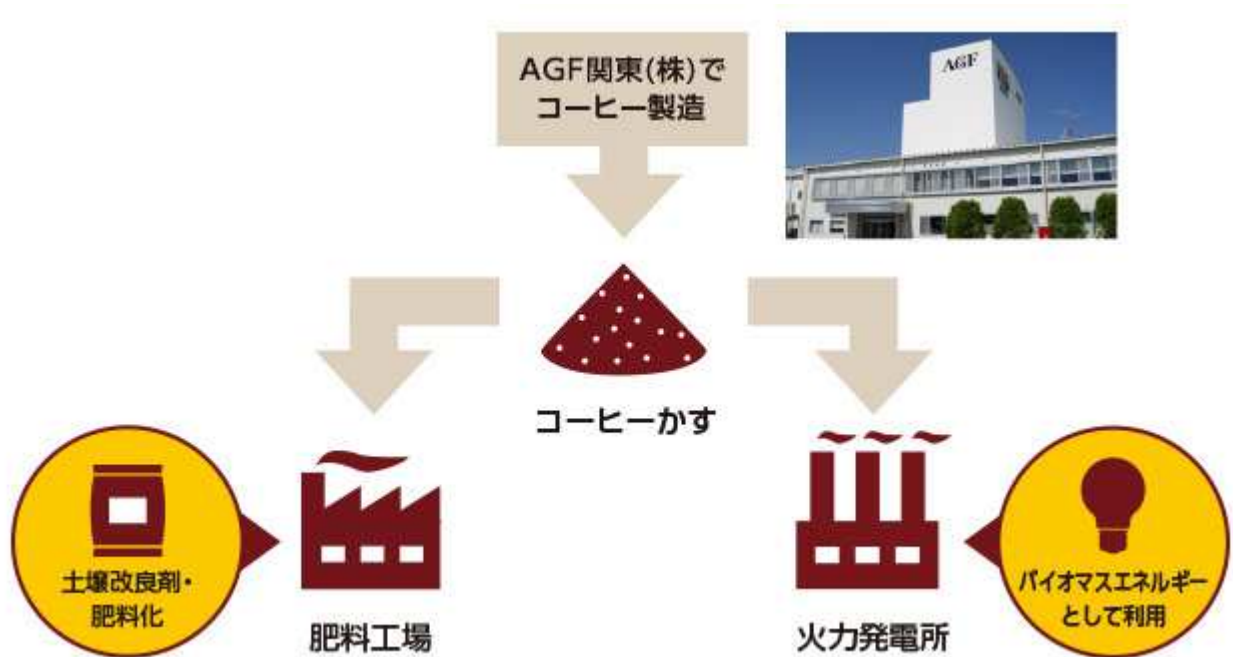 AGF関東(株)で
コーヒー製造
AGF
コーヒーかす
土壌改良剤・
肥料化
肥料工場
火力発電所
バイオマスエネルギー
として利用